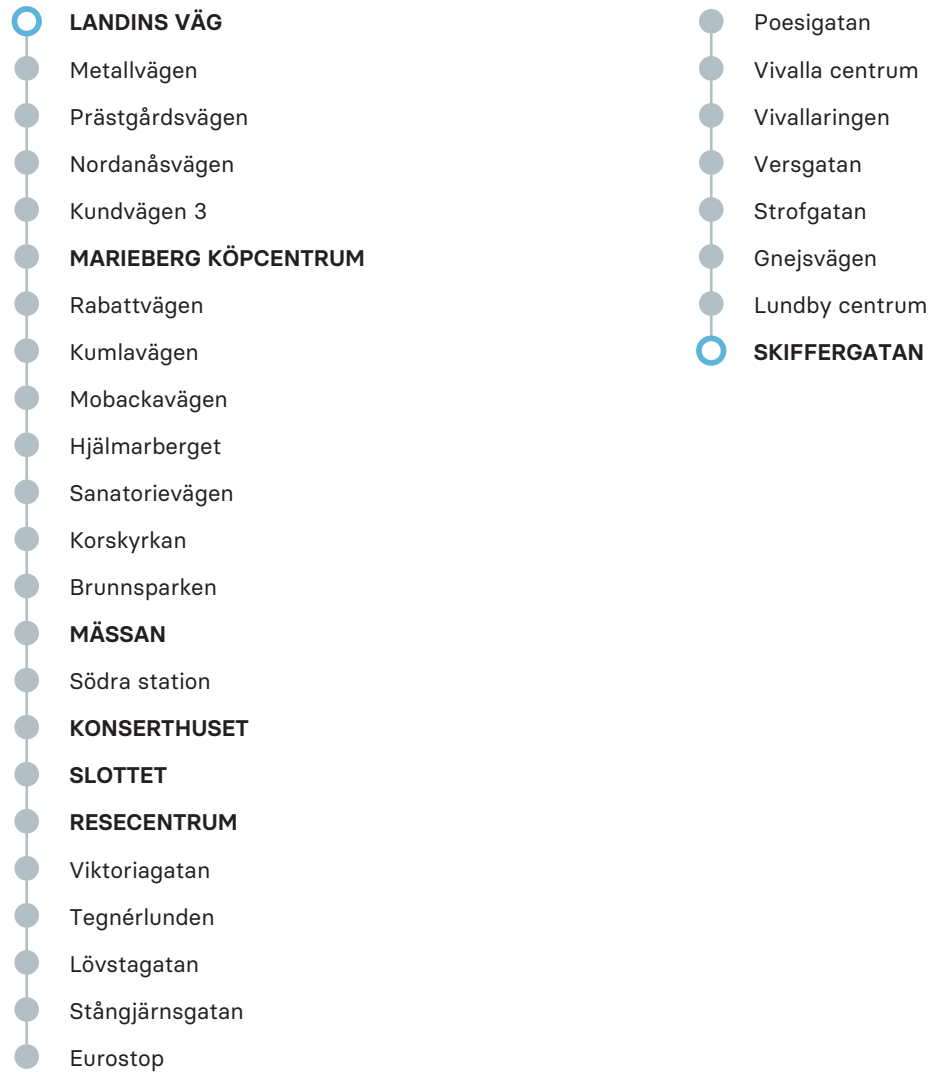 LANDINS VÄG
Metallvägen
Prästgårdsvägen
Nordanåsvägen
Kundvägen 3
MARIEBERG KÖPCENTRUM
Rabattvägen
Kumlavägen
Mobackavägen
Hjälmarberget
Sanatorievägen
Korskyrkan
Brunnsparken
MÄSSAN
Södra station
KONSERTHUSET
SLOTTET
RESECENTRUM
Viktoriagatan
Tegnérlunden
Lövstagatan
Stångjärnsgatan
Eurostop
Poesigatan
Vivalla centrum
Vivallaringen
Versgatan
Strofgatan
Gnejsvägen
Lundby centrum
SKIFFERGATAN